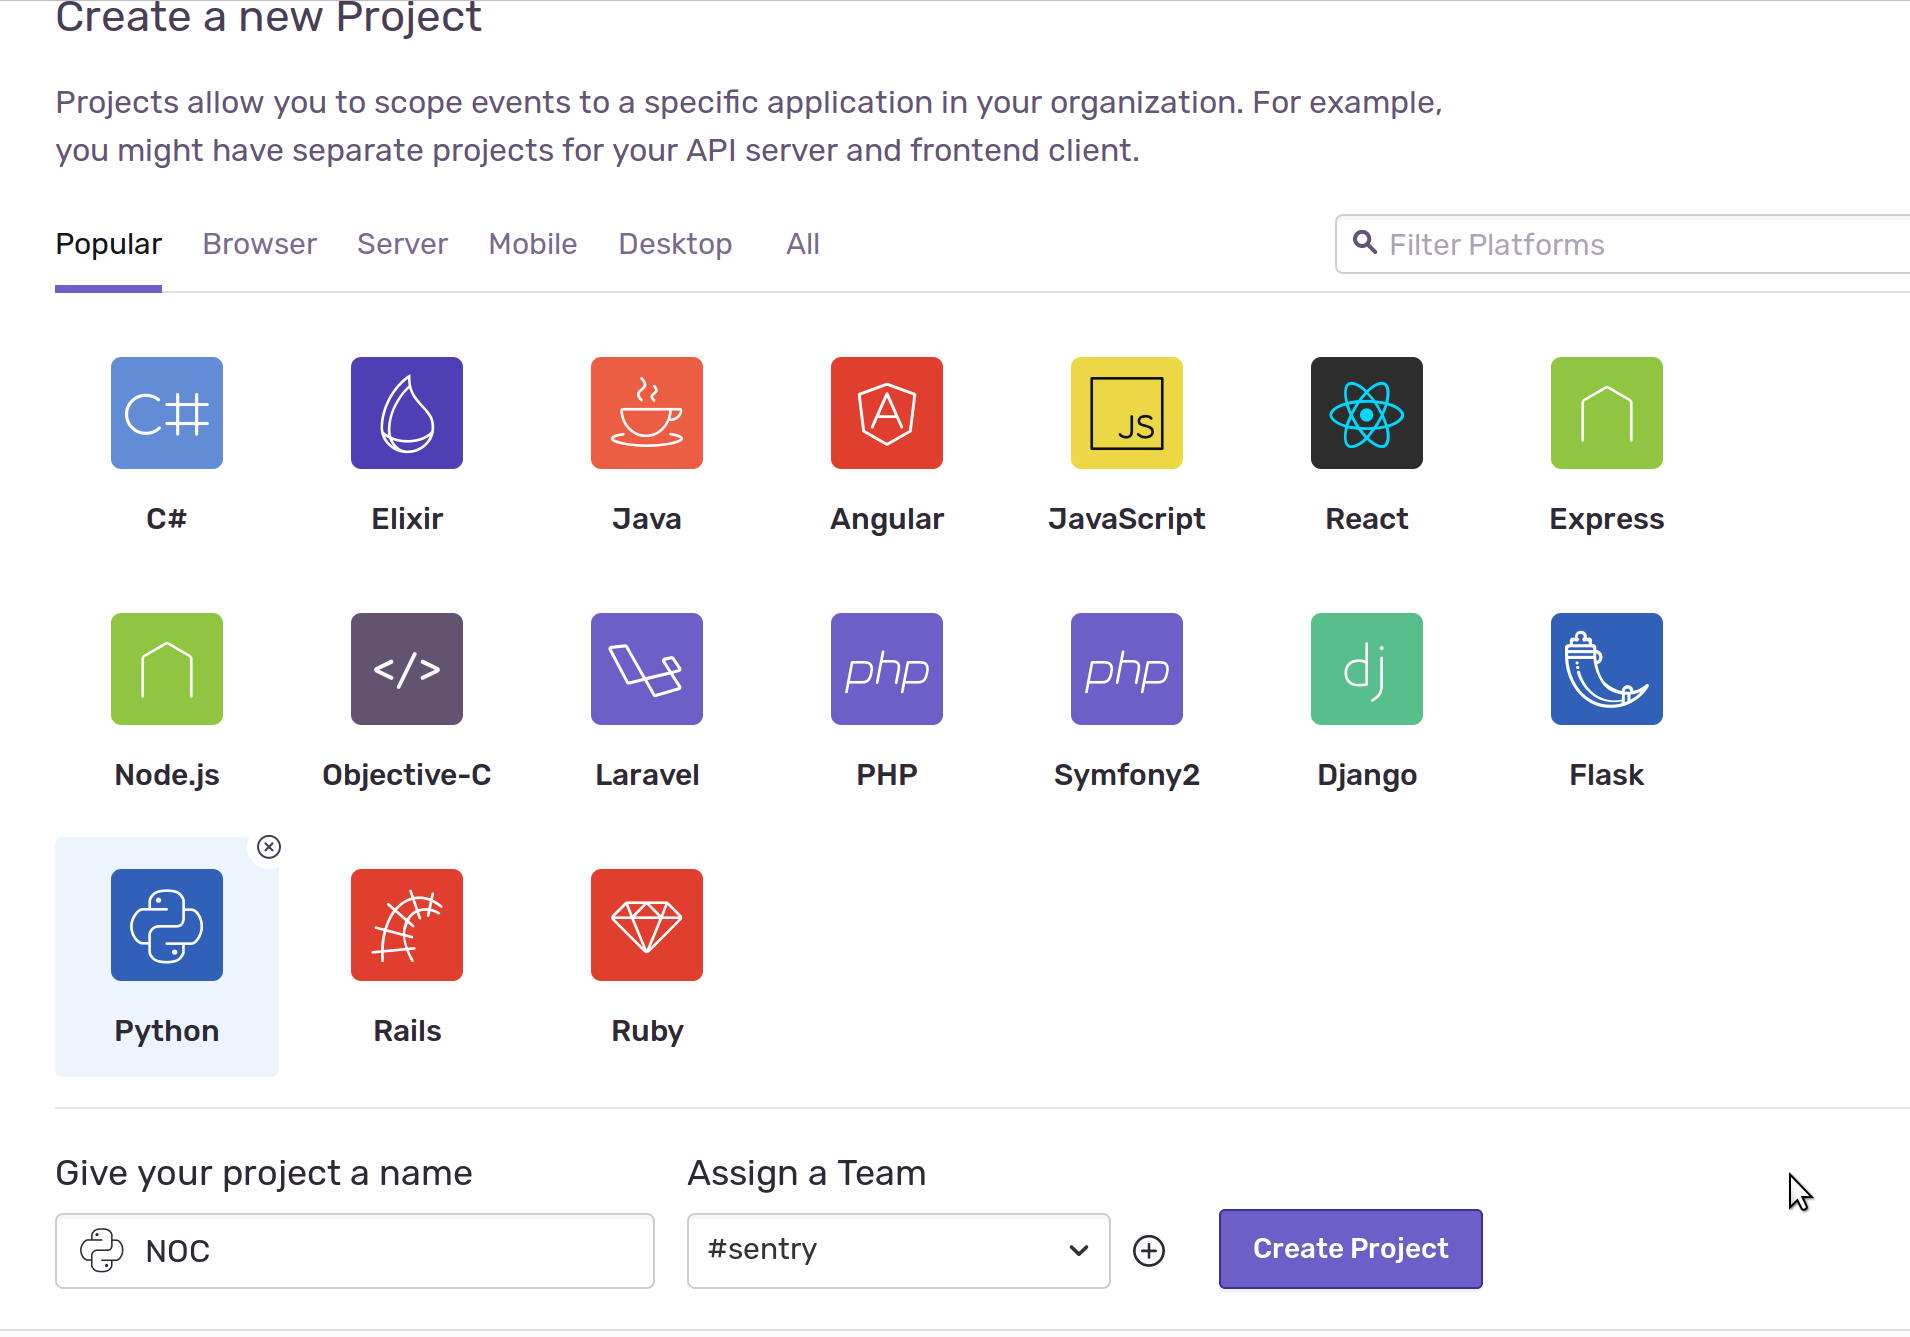 Create a new Project
Projects allow you to scope events to a specific application in your organization. For example,
you might have separate projects for your API server and frontend client.
Popular Browser Server Mobile Desktop All Filter Platforms
C# JS
C# Elixir Java Angular JavaScript React Express
</> php php dj
Node.js Objective-C Laravel PHP Symfony2 Django Flask
Python Rails Ruby
Give your project a name Assign a Team
NOC #sentry Create Project